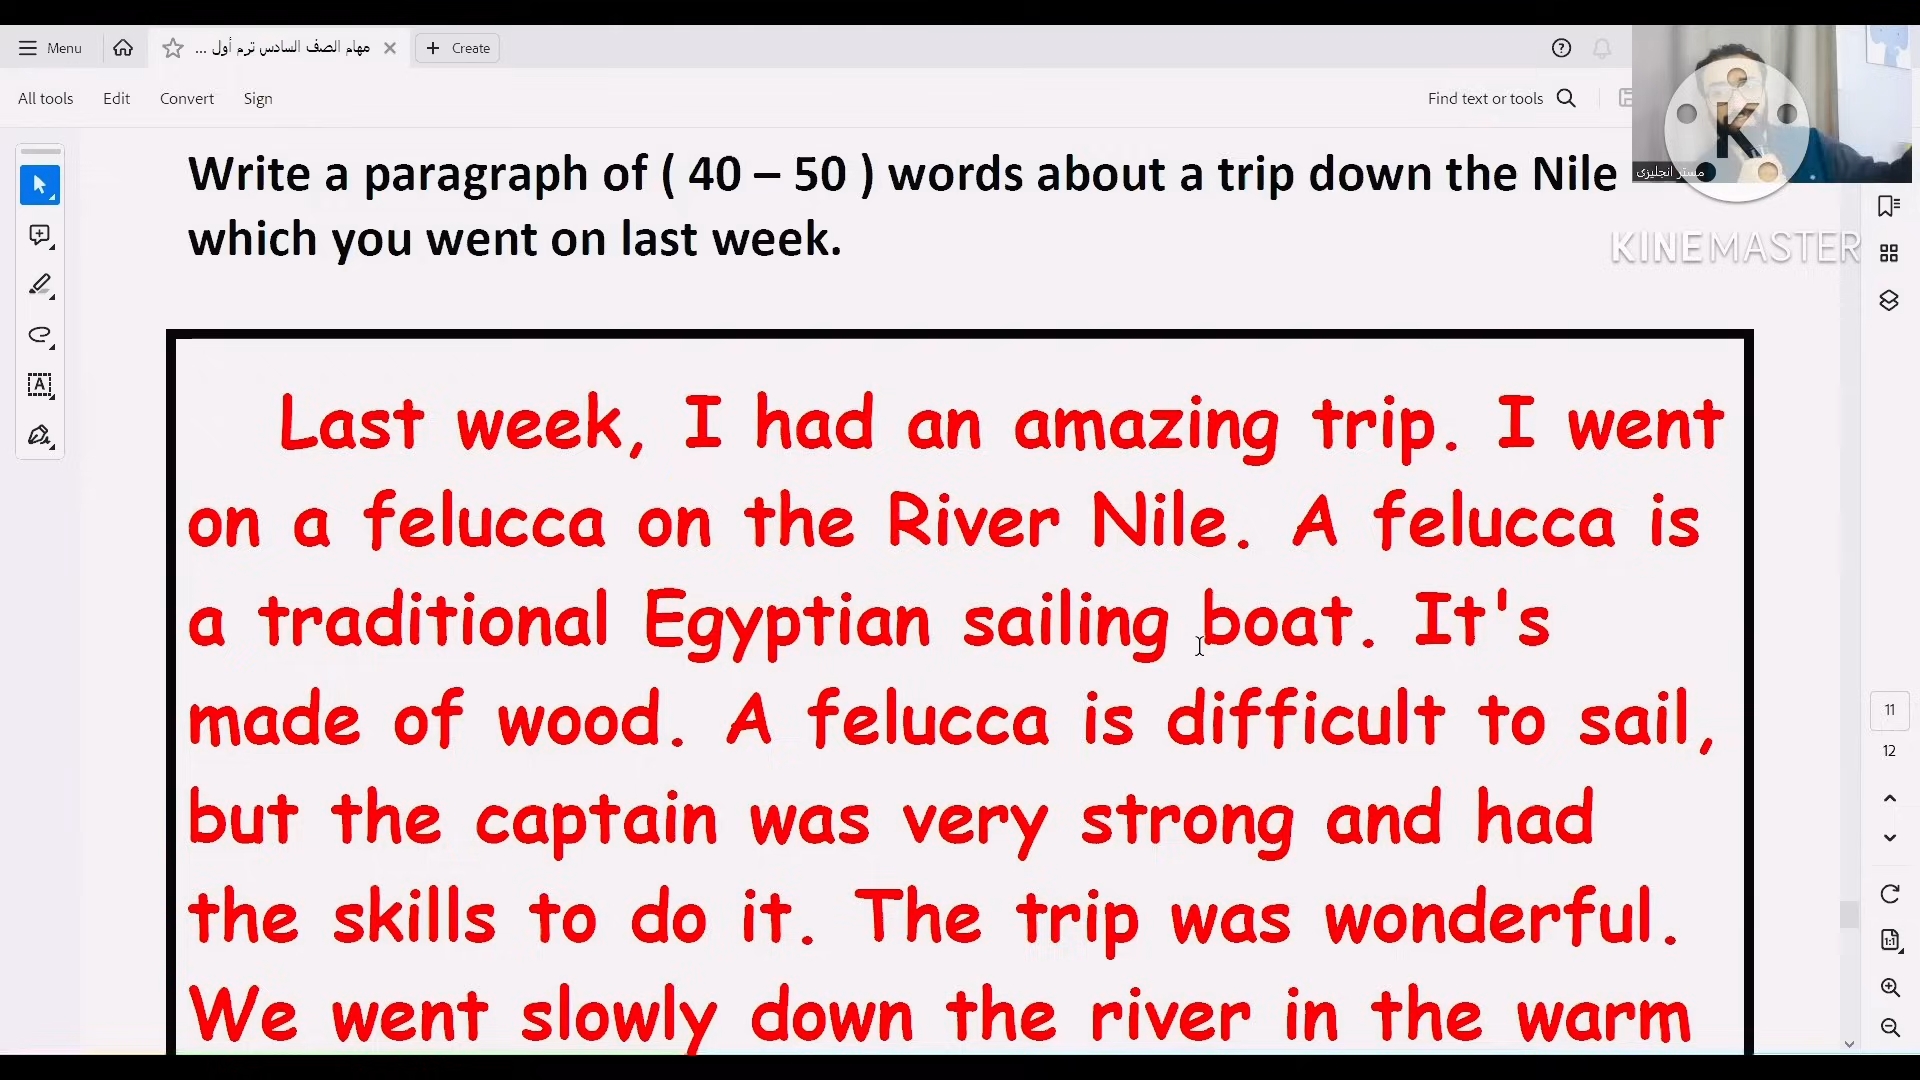 Menu
مهام الصف السادس ترم أول ...
Create
All tools
Edit
Convert
Sign
Find text or tools
Write a paragraph of ( 40 – 50 ) words about a trip down the Nile
which you went on last week.
مستر انجليزى
K
KINEMASTER
Last week, I had an amazing trip. I went
on a felucca on the River Nile. A felucca is
a traditional Egyptian sailing boat. It's
made of wood. A felucca is difficult to sail,
but the captain was very strong and had
the skills to do it. The trip was wonderful.
We went slowly down the river in the warm
11
12